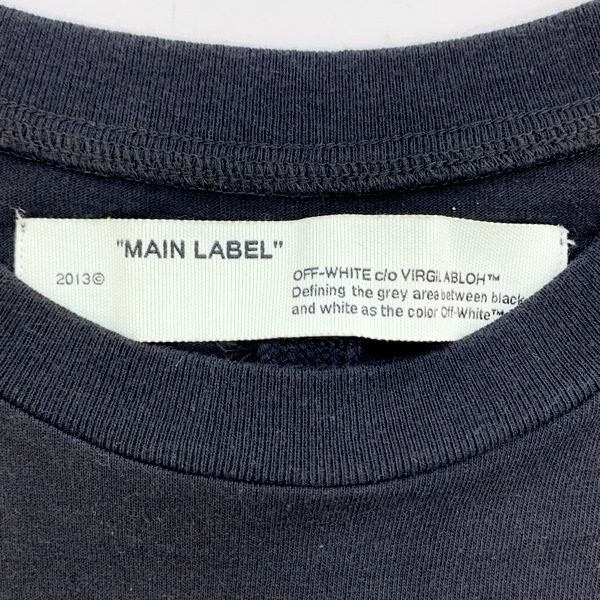 "MAIN LABEL"
2013©
OFF-WHITE c/o VIRGIL ABLOH™
Defining the grey area between black
and white as the color Off-White™